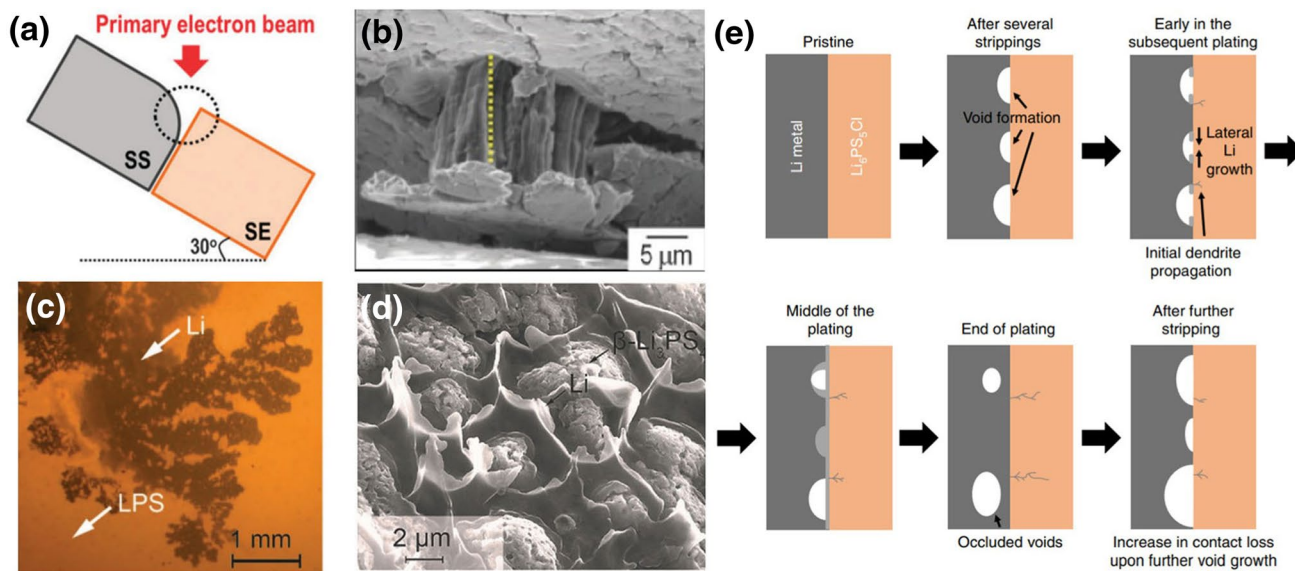 (a)
Primary electron beam
SS
SE
30°
(b)
5 μm
(c)
Li
LPS
1 mm
(d)
β-Li₃PS
Li
2 μm
(e)
Pristine
Li metal
Li₆PS₅Cl
After several
strippings
Void formation
Early in the
subsequent plating
Lateral
Li
growth
Initial dendrite
propagation
Middle of the
plating
End of plating
Occluded voids
After further
stripping
Increase in contact loss
upon further void growth